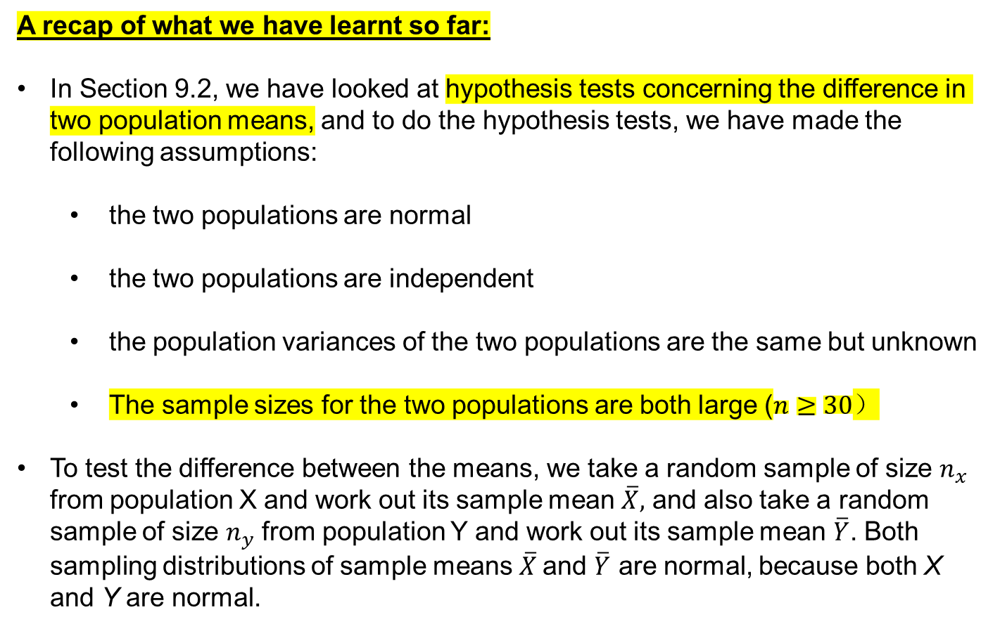 A recap of what we have learnt so far:
• In Section 9.2, we have looked at hypothesis tests concerning the difference in
two population means, and to do the hypothesis tests, we have made the
following assumptions:
• the two populations are normal
• the two populations are independent
• the population variances of the two populations are the same but unknown
• The sample sizes for the two populations are both large (n ≥ 30）
• To test the difference between the means, we take a random sample of size nₓ
from population X and work out its sample mean X̄, and also take a random
sample of size n_y from population Y and work out its sample mean Ȳ. Both
sampling distributions of sample means X̄ and Ȳ are normal, because both X
and Y are normal.